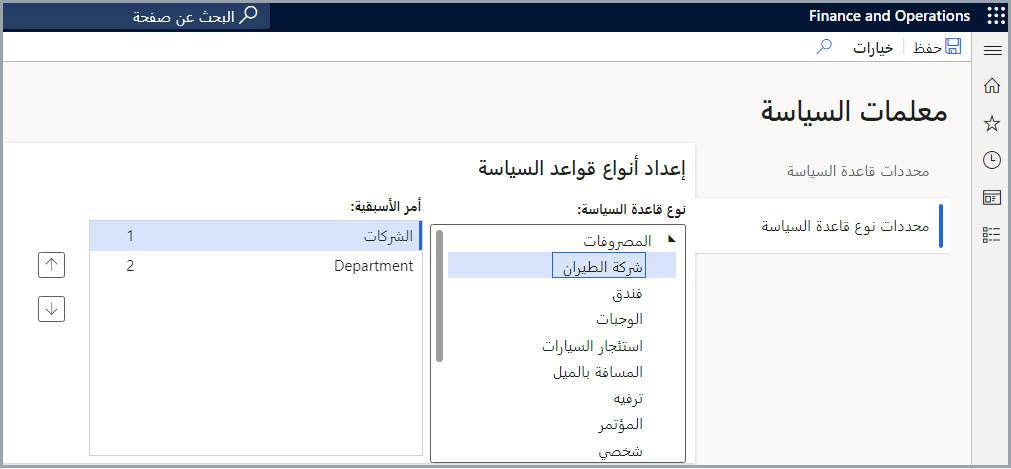 Finance and Operations
البحث عن صفحة
حفظ
خيارات
معلمات السياسة
محددات قاعدة السياسة
محددات نوع قاعدة السياسة
إعداد أنواع قواعد السياسة
نوع قاعدة السياسة:
المصروفات
شركة الطيران
فندق
الوجبات
استئجار السيارات
المسافة بالميل
ترفيه
المؤتمر
شخصي
أمر الأسبقية:
الشركات 1
Department 2